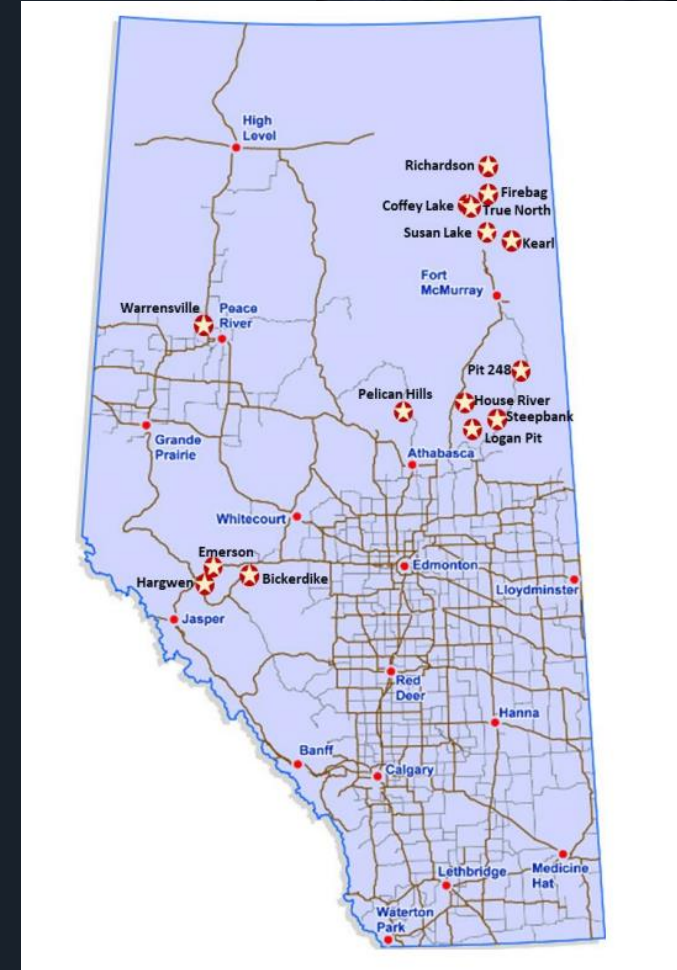 High
Level
Richardson
Firebag
Coffey Lake
True North
Susan Lake
Kearl
Fort
McMurray
Warrensville
Peace
River
Pit 248
Pelican Hills
House River
Steepbank
Logan Pit
Grande
Prairie
Athabasca
Whitecourt
Emerson
Edmonton
Hargwen
Bickerdike
Lloydminster
Jasper
Red
Deer
Hanna
Banff
Calgary
Lethbridge
Medicine
Hat
Waterton
Park